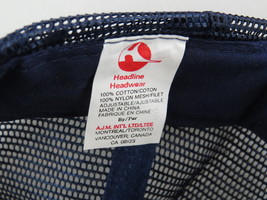 Headline
Headwear
100% COTTON/COTON
100% NYLON MESH/FILET
ADJUSTABLE/AJUSTABLE
MADE IN CHINA
FABRIQUE EN CHINE
By/Par
A.J.M. INT'L LTD/LTEE
MONTREAL/TORONTO
VANCOUVER, CANADA
CA 08123